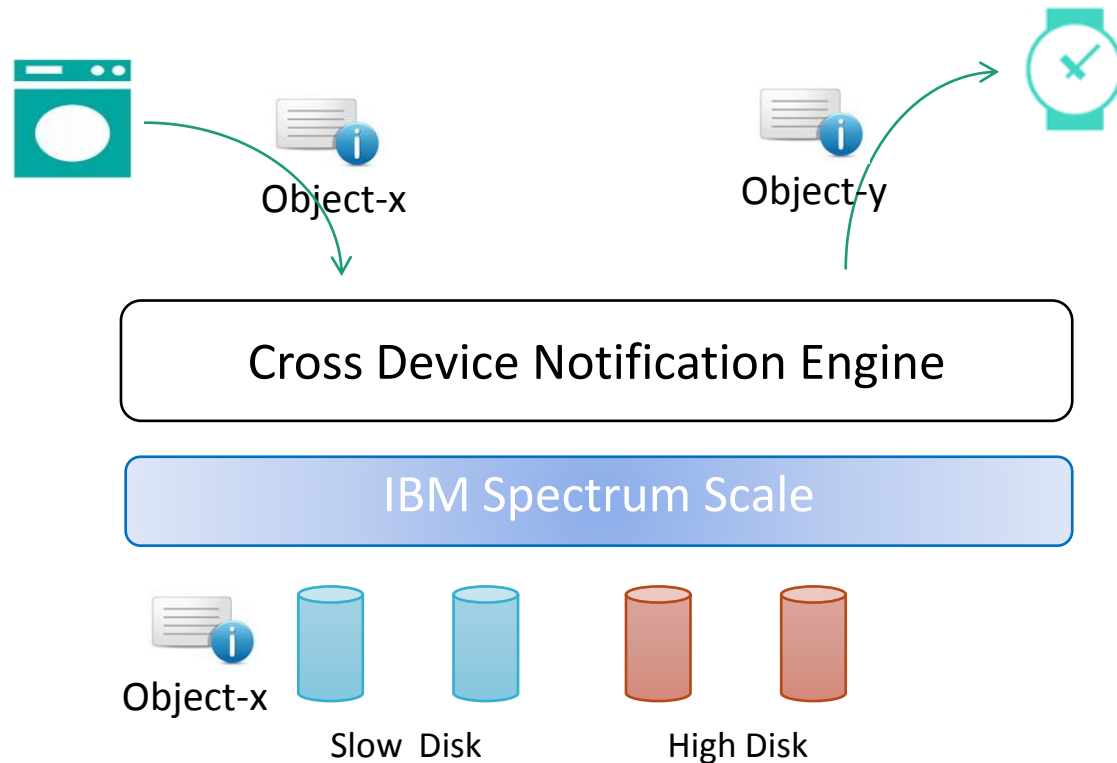 Object-x
Object-y
Cross Device Notification Engine
IBM Spectrum Scale
Object-x
Slow Disk
High Disk